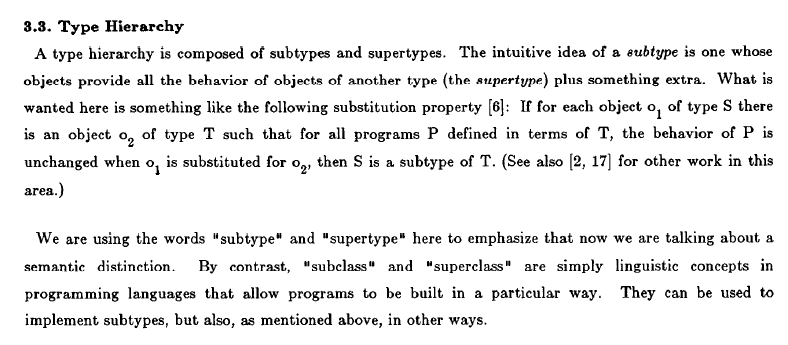 3.3. Type Hierarchy
A type hierarchy is composed of subtypes and supertypes. The intuitive idea of a subtype is one whose
objects provide all the behavior of objects of another type (the supertype) plus something extra. What is
wanted here is something like the following substitution property [6]: If for each object o₁ of type S there
is an object o₂ of type T such that for all programs P defined in terms of T, the behavior of P is
unchanged when o₁ is substituted for o₂, then S is a subtype of T. (See also [2, 17] for other work in this
area.)
We are using the words "subtype" and "supertype" here to emphasize that now we are talking about a
semantic distinction. By contrast, "subclass" and "superclass" are simply linguistic concepts in
programming languages that allow programs to be built in a particular way. They can be used to
implement subtypes, but also, as mentioned above, in other ways.